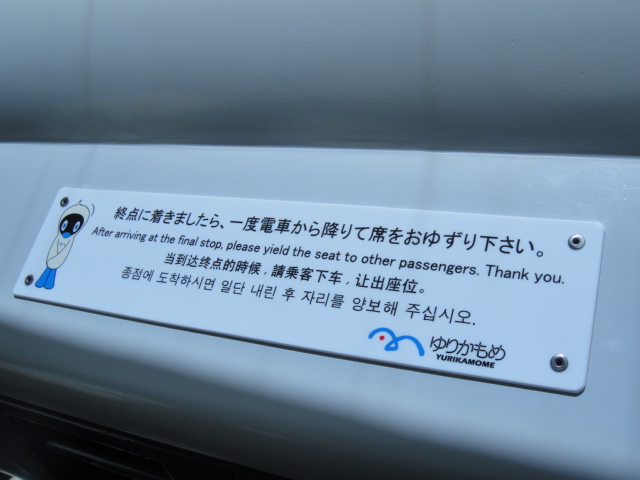 終点に着きましたら、一度電車から降りて席をおゆずり下さい。
After arriving at the final stop, please yield the seat to other passengers. Thank you.
当到达终点的時候，請乗客下车，让出座位。
종점에 도착하시면 일단 내린 후 자리를 양보해 주십시오.
ゆりかもめ
YURIKAMOME